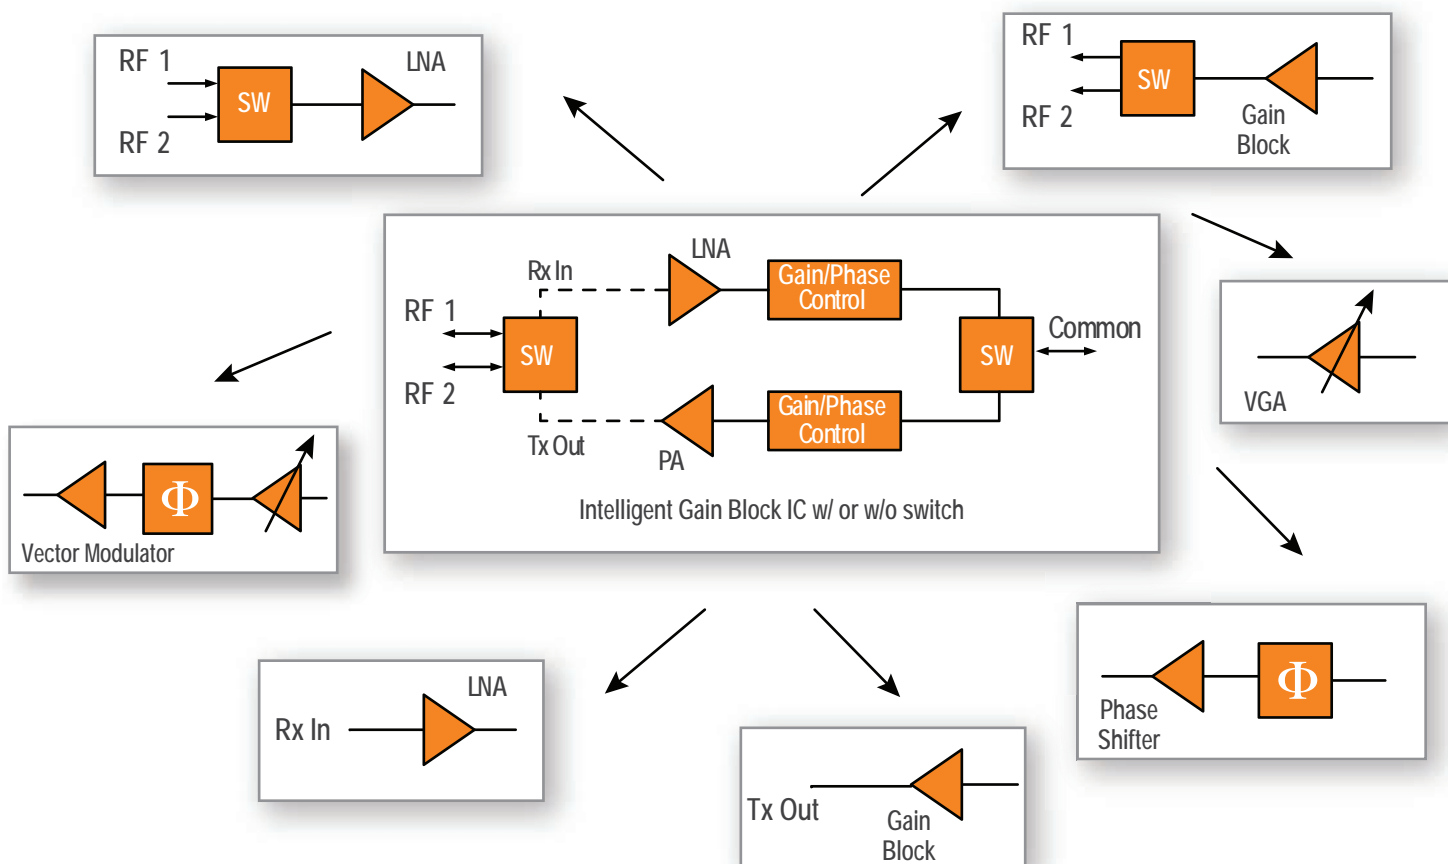 RF 1
LNA
SW
RF 2
RF 1
SW
RF 2
Gain
Block
LNA
Rx In
Gain/Phase
Control
RF 1
SW
RF 2
SW
Common
Gain/Phase
Control
Tx Out
PA
Intelligent Gain Block IC w/ or w/o switch
VGA
Φ
Vector Modulator
LNA
Rx In
Φ
Phase
Shifter
Tx Out
Gain
Block